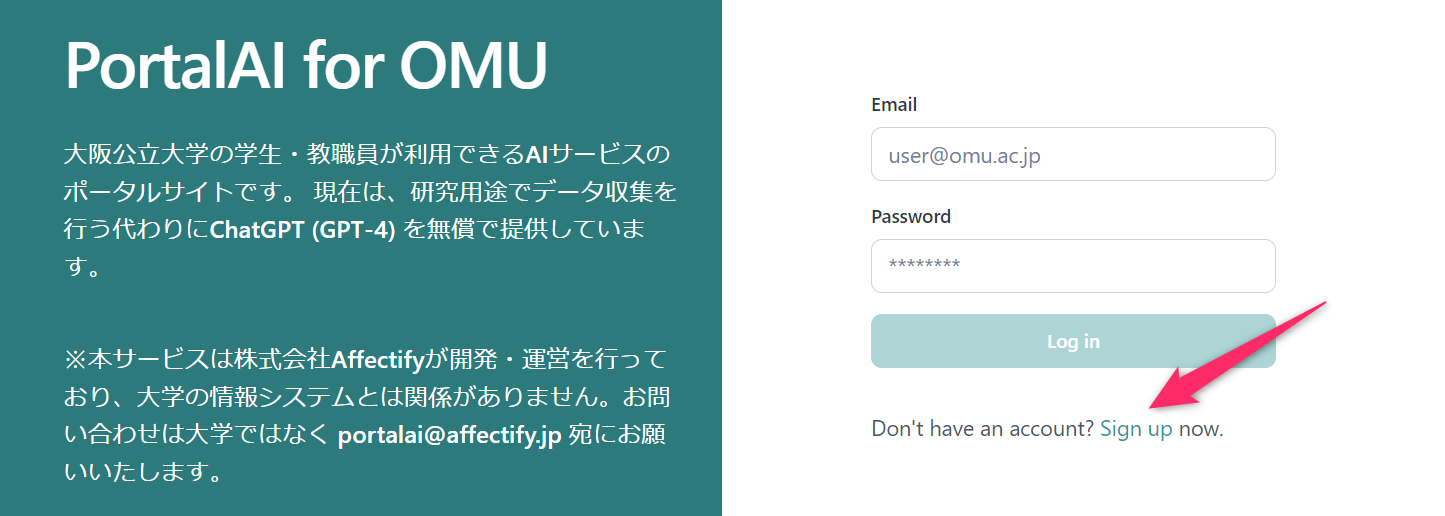 PortalAI for OMU
大阪公立大学の学生・教職員が利用できるAIサービスの
ポータルサイトです。 現在は、研究用途でデータ収集を
行う代わりにChatGPT (GPT-4) を無償で提供していま
す。
※本サービスは株式会社Affectifyが開発・運営を行って
おり、大学の情報システムとは関係がありません。お問
い合わせは大学ではなく portalai@affectify.jp 宛にお願
いいたします。
Email
user@omu.ac.jp
Password
********
Log in
Don't have an account? Sign up now.